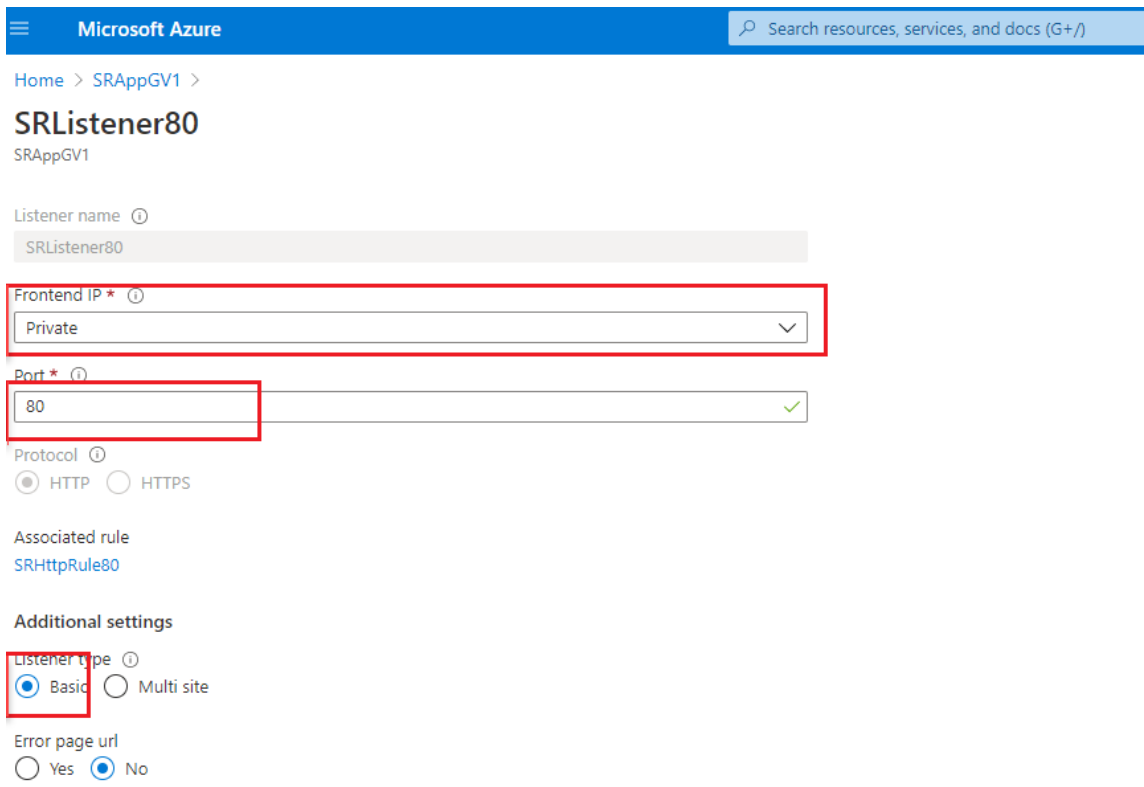 Microsoft Azure
Search resources, services, and docs (G+/)
Home > SRAppGV1 >
SRListener80
SRAppGV1
Listener name
SRListener80
Frontend IP *
Private
Port *
80
Protocol
HTTP HTTPS
Associated rule
SRHttpRule80
Additional settings
Listener type
Basic Multi site
Error page url
Yes No